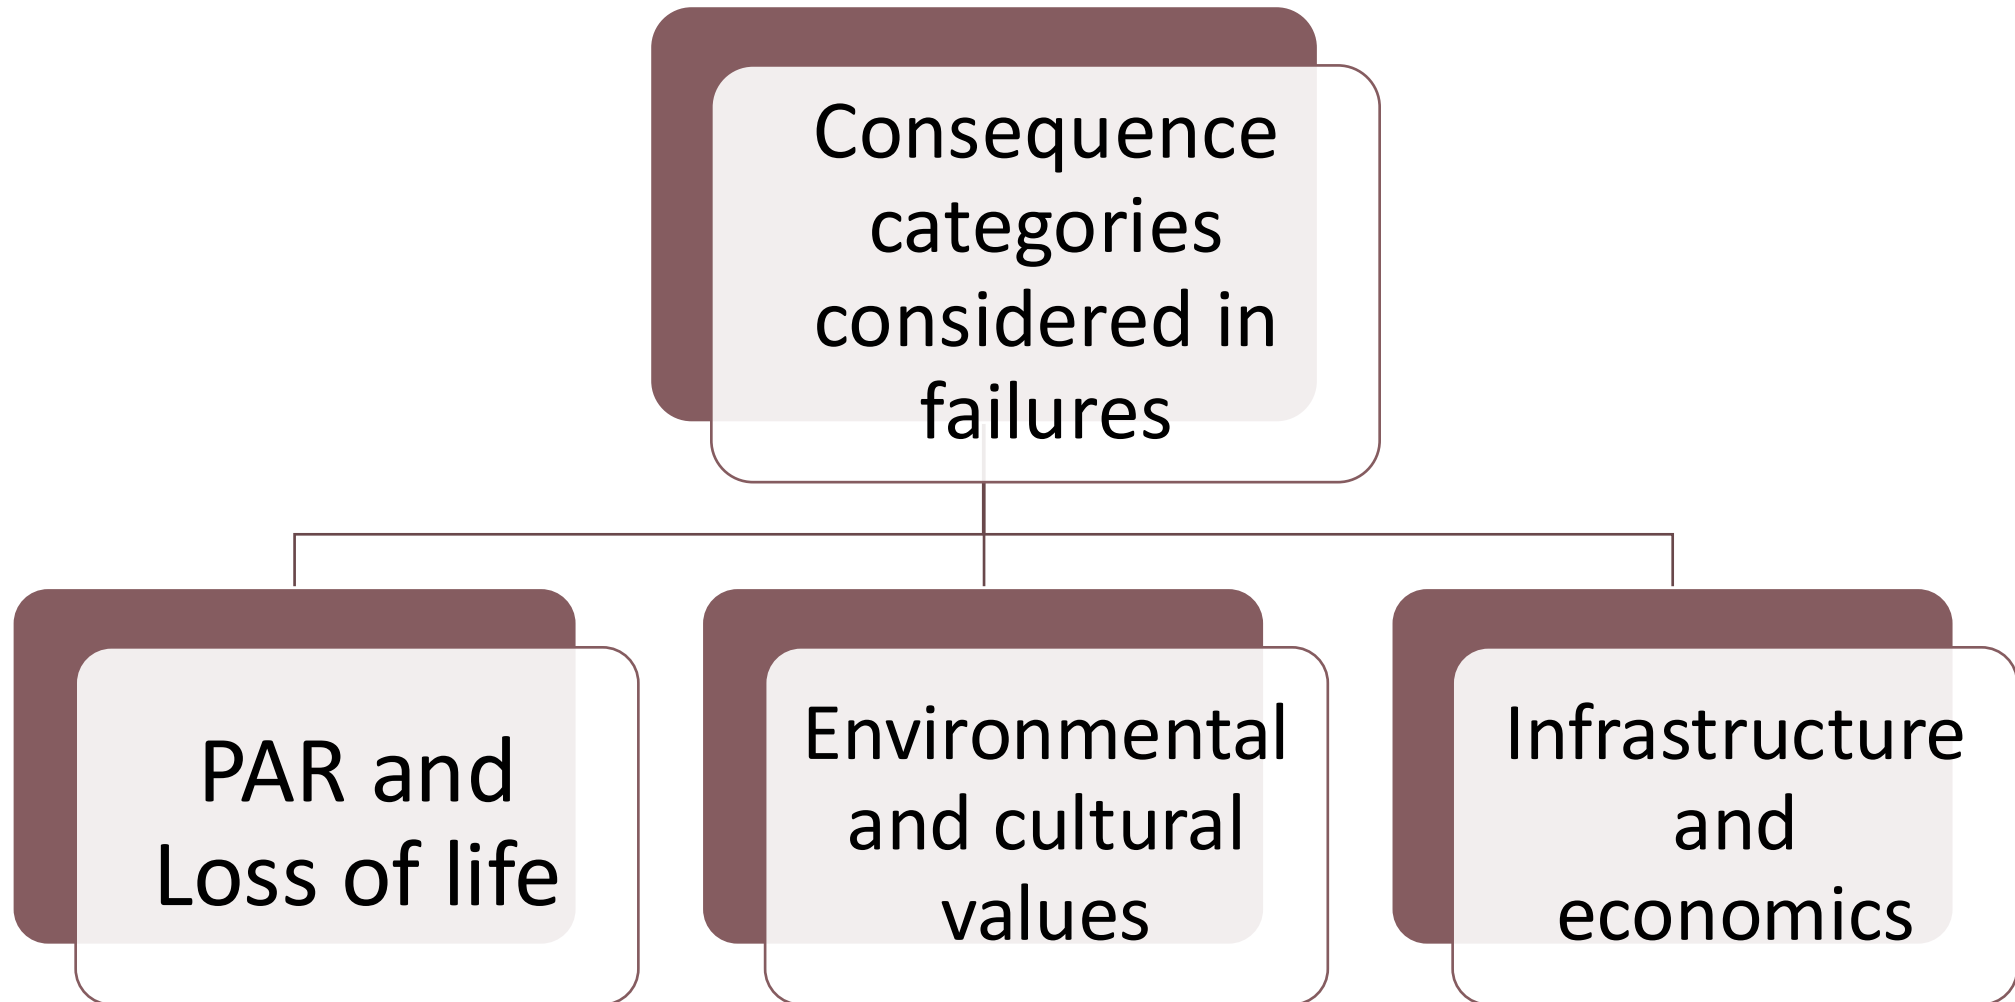 Consequence
categories
considered in
failures
PAR and
Loss of life
Environmental
and cultural
values
Infrastructure
and
economics